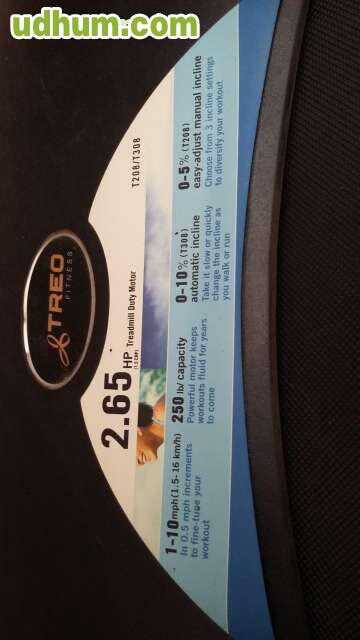 udhum.com
TREO
FITNESS
T208/T308
2.65 HP Treadmill Duty Motor
(1.5 CHP)
1-10 mph (1.5-16 km/h)
In 0.5 mph increments
to fine-tune your
workout
250 lb/ capacity
Powerful motor keeps
workouts fluid for years
to come
0-10% (T308)
automatic incline
Take it slow or quickly
change the incline as
you walk or run
0-5% (T208)
easy-adjust manual incline
Choose from 3 incline settings
to diversify your workout